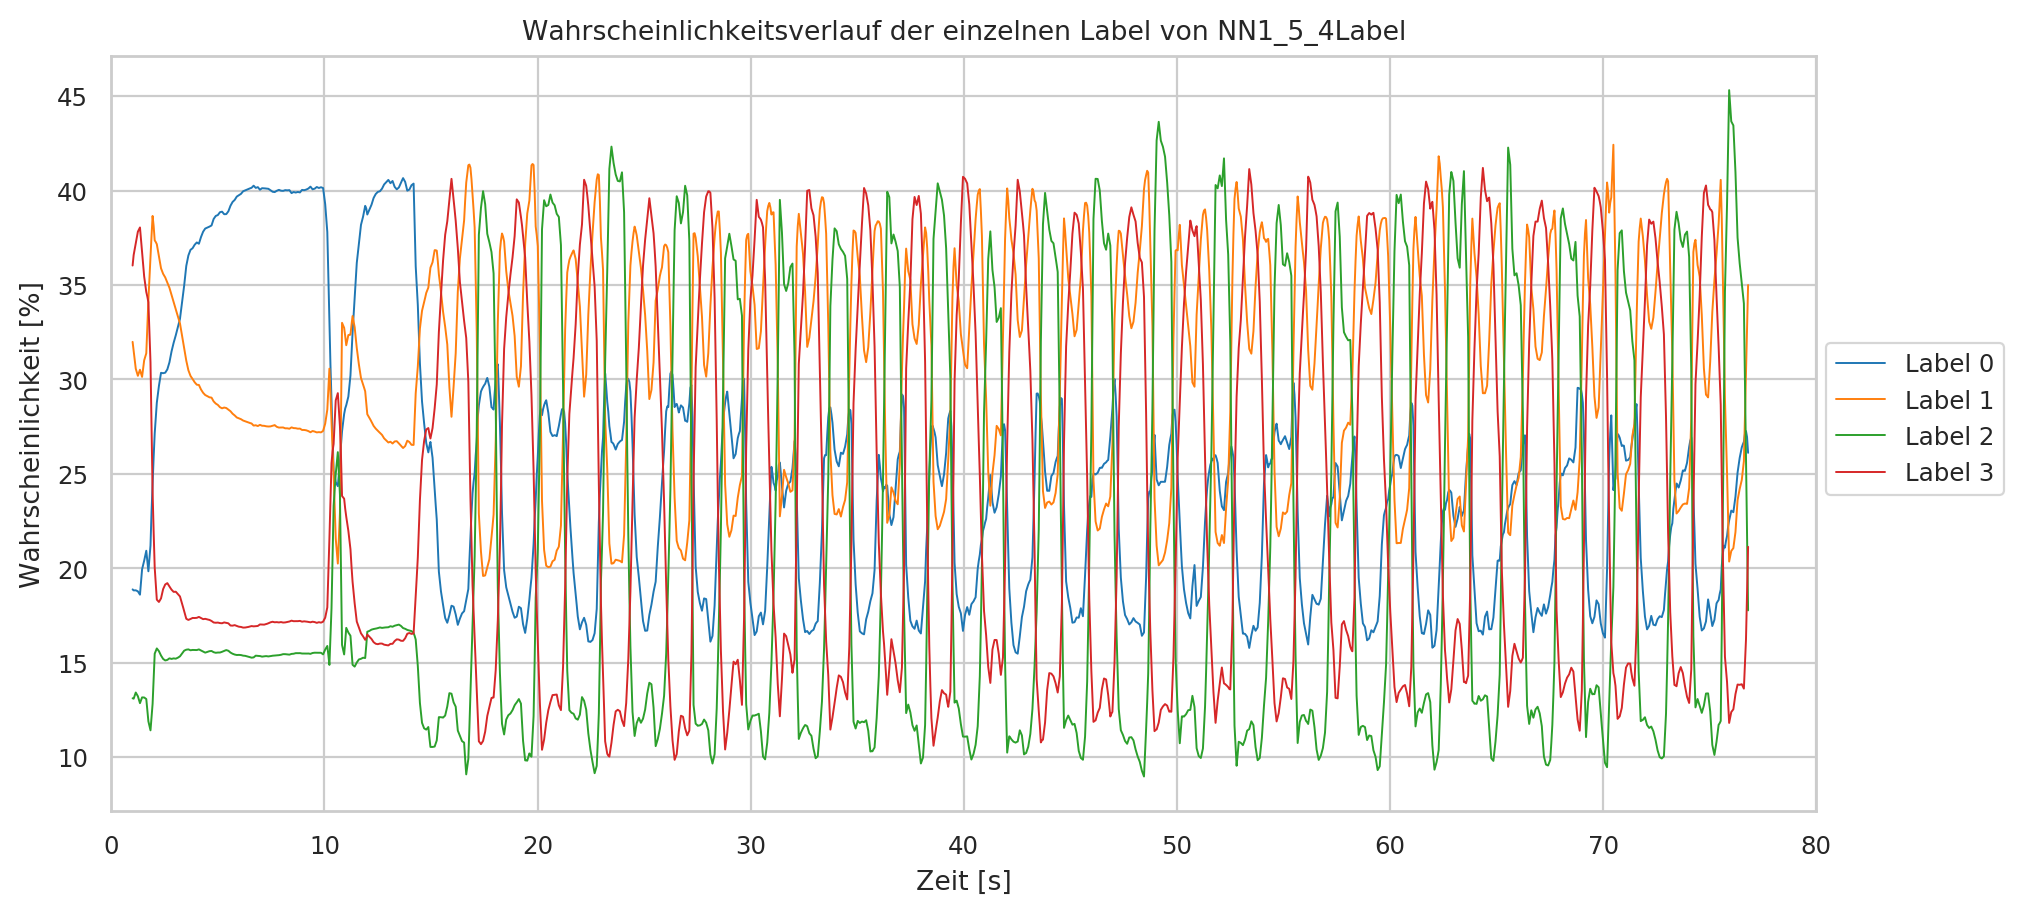 Wahrscheinlichkeitsverlauf der einzelnen Label von NN1_5_4Label
Wahrscheinlichkeit [%]
45
40
35
30
25
20
15
10
0 10 20 30 40 50 60 70 80
Zeit [s]
Label 0
Label 1
Label 2
Label 3